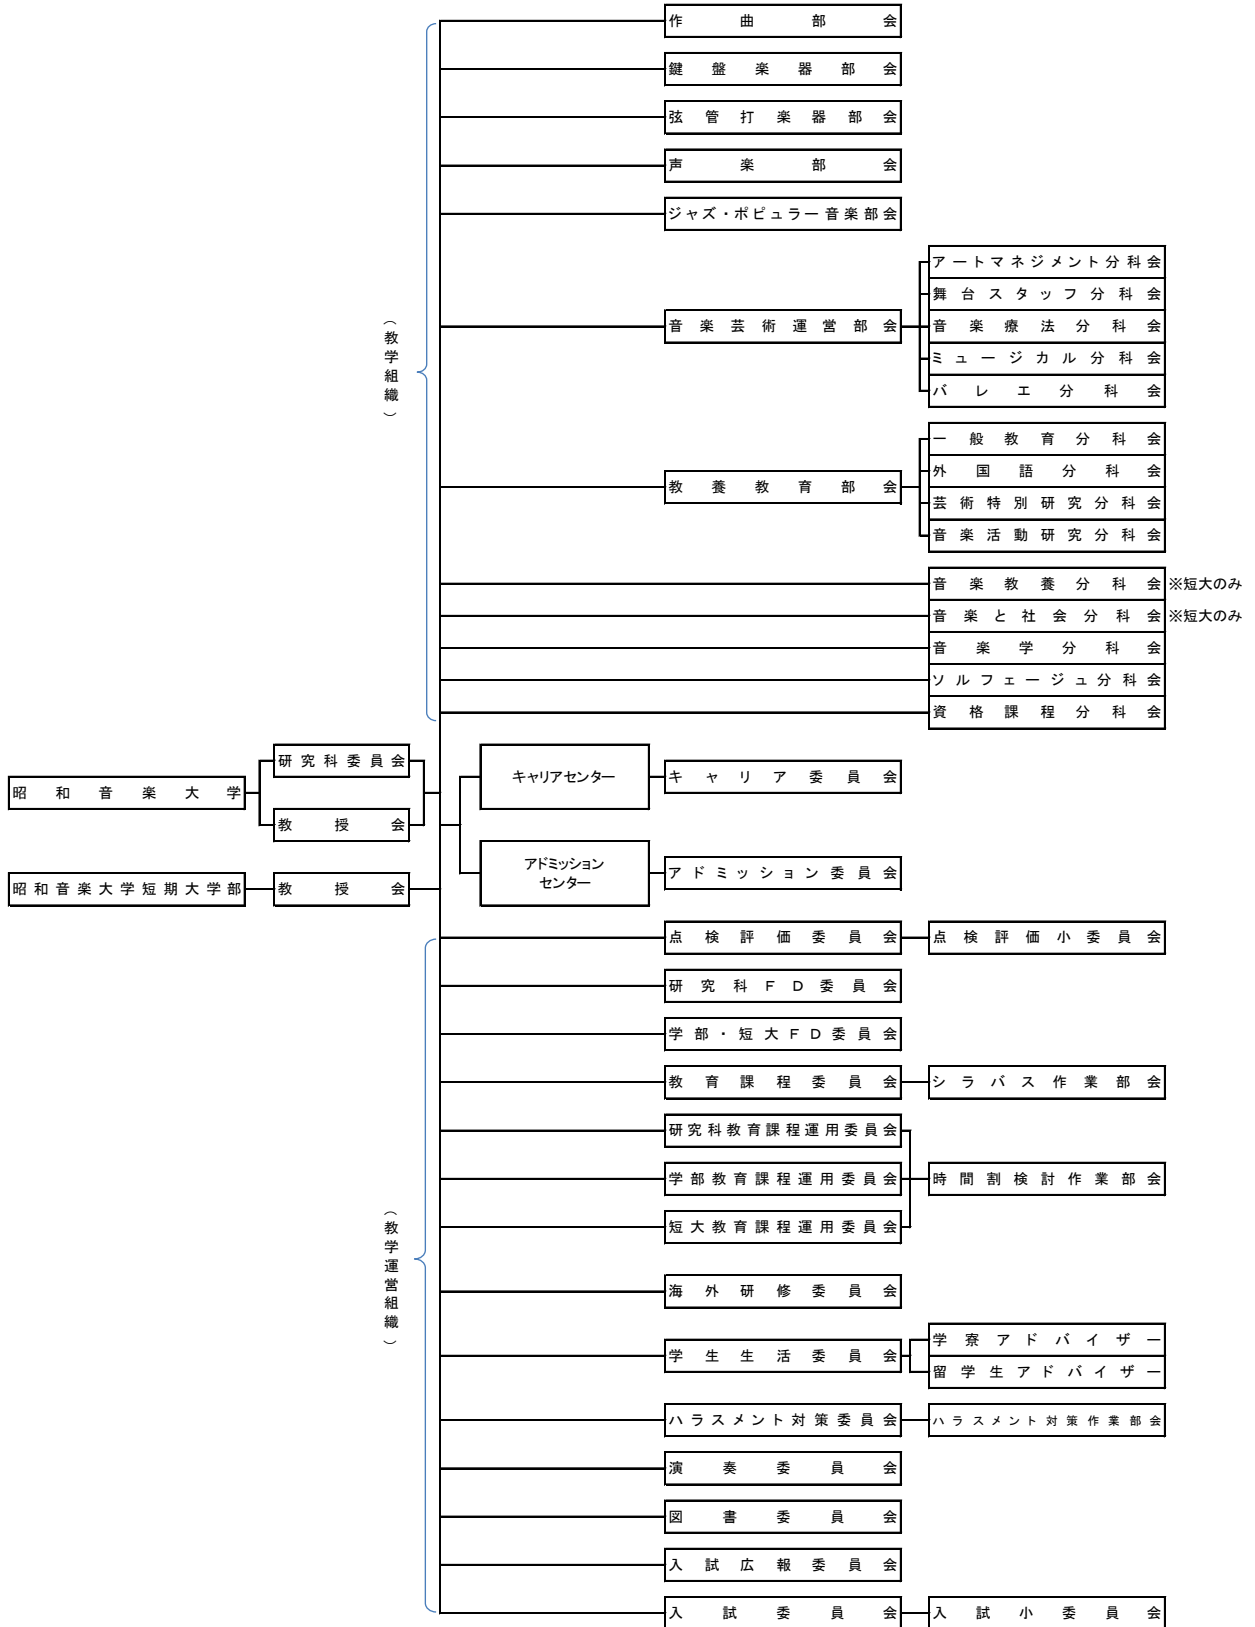 作曲部会
鍵盤楽器部会
弦管打楽器部会
声楽部会
ジャズ・ポピュラー音楽部会
（教学組織）
音楽芸術運営部会
アートマネジメント分科会
舞台スタッフ分科会
音楽療法分科会
ミュージカル分科会
バレエ分科会
教養教育部会
一般教育分科会
外国語分科会
芸術特別研究分科会
音楽活動研究分科会
音楽教養分科会 ※短大のみ
音楽と社会分科会 ※短大のみ
音楽学分科会
ソルフェージュ分科会
資格課程分科会
昭和音楽大学
研究科委員会
教授会
キャリアセンター
キャリア委員会
昭和音楽大学短期大学部
教授会
アドミッション
センター
アドミッション委員会
（教学運営組織）
点検評価委員会
点検評価小委員会
研究科ＦＤ委員会
学部・短大ＦＤ委員会
教育課程委員会
シラバス作業部会
研究科教育課程運用委員会
学部教育課程運用委員会
短大教育課程運用委員会
時間割検討作業部会
海外研修委員会
学生生活委員会
学寮アドバイザー
留学生アドバイザー
ハラスメント対策委員会
ハラスメント対策作業部会
演奏委員会
図書委員会
入試広報委員会
入試委員会
入試小委員会